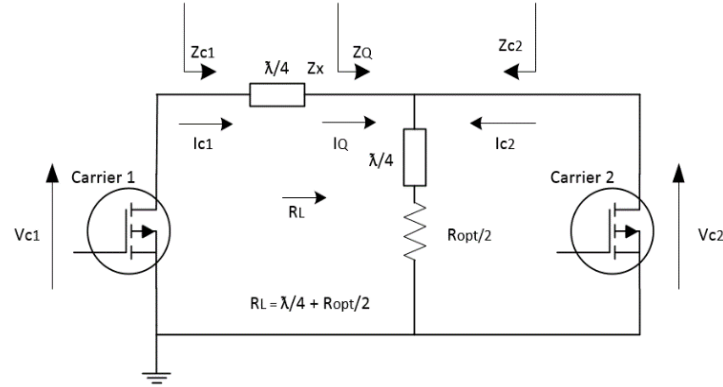 Zc1
ZQ
Zc2
ƛ/4 Zx
Ic1
IQ
Ic2
ƛ/4
Carrier 1
Carrier 2
RL
Vc1
Ropt/2
Vc2
RL = ƛ/4 + Ropt/2